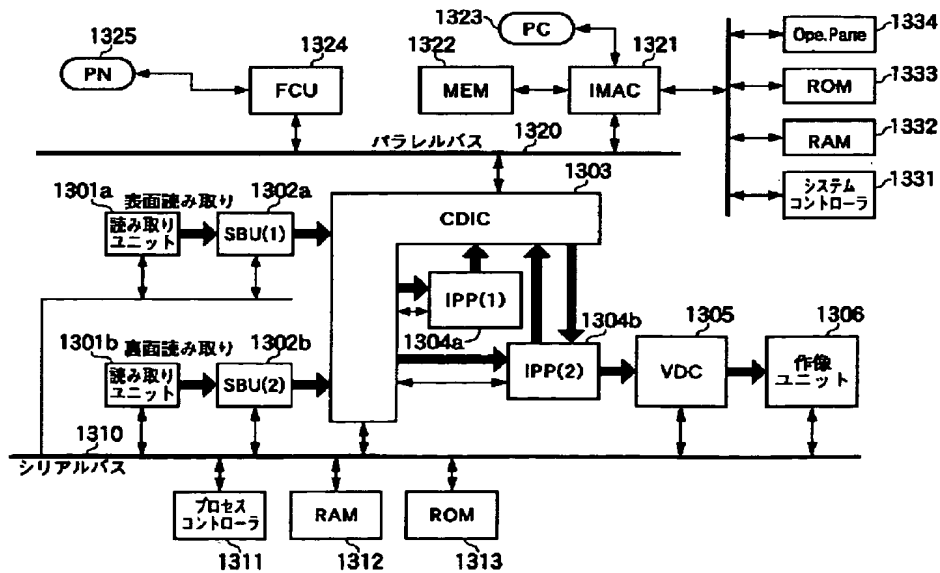 1323
PC
1325
PN
1324
FCU
1322
MEM
1321
IMAC
1334
Ope.Pane
1333
ROM
1332
RAM
1331
システム
コントローラ
パラレルバス
1320
1303
CDIC
1301a
表面読み取り
1302a
読み取り
ユニット
SBU(1)
IPP(1)
1304a
1301b
裏面読み取り
1302b
読み取り
ユニット
SBU(2)
1304b
IPP(2)
1305
VDC
1306
作像
ユニット
1310
シリアルバス
プロセス
コントローラ
1311
RAM
1312
ROM
1313